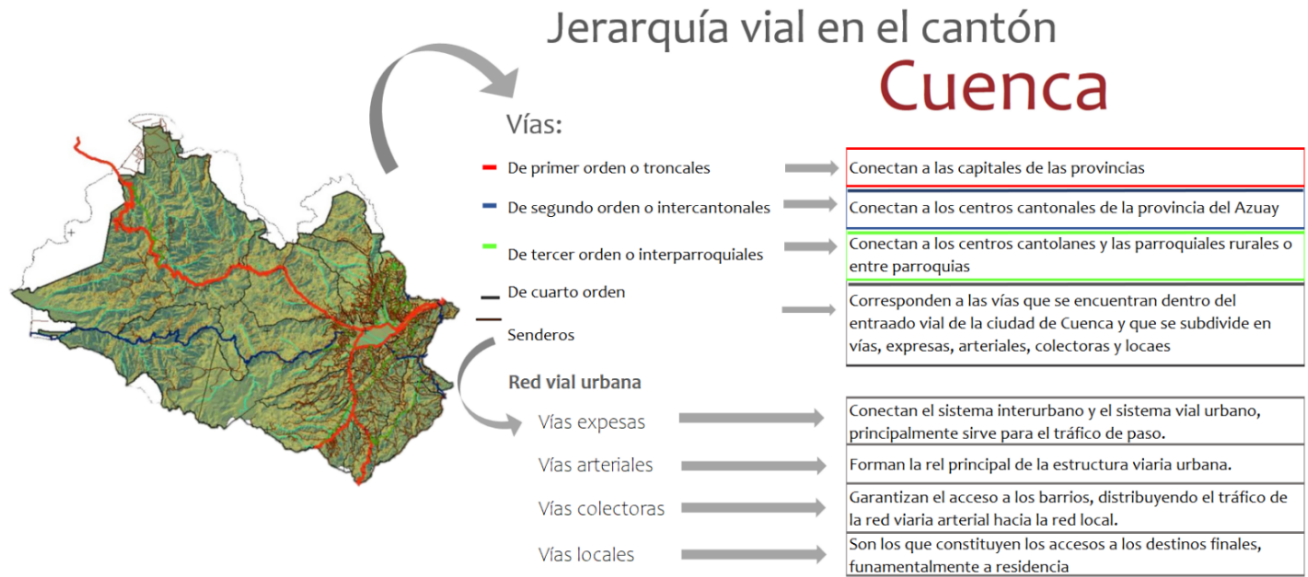 Jerarquía vial en el cantón
Cuenca
Vías:
De primer orden o troncales
Conectan a las capitales de las provincias
De segundo orden o intercantonales
Conectan a los centros cantonales de la provincia del Azuay
De tercer orden o interparroquiales
Conectan a los centros cantolanes y las parroquiales rurales o
entre parroquias
De cuarto orden
Corresponden a las vías que se encuentran dentro del
entraado vial de la ciudad de Cuenca y que se subdivide en
vías, expresas, arteriales, colectoras y locaes
Senderos
Red vial urbana
Vías expesas
Conectan el sistema interurbano y el sistema vial urbano,
principalmente sirve para el tráfico de paso.
Vías arteriales
Forman la rel principal de la estructura viaria urbana.
Vías colectoras
Garantizan el acceso a los barrios, distribuyendo el tráfico de
la red viaria arterial hacia la red local.
Vías locales
Son los que constituyen los accesos a los destinos finales,
funamentalmente a residencia